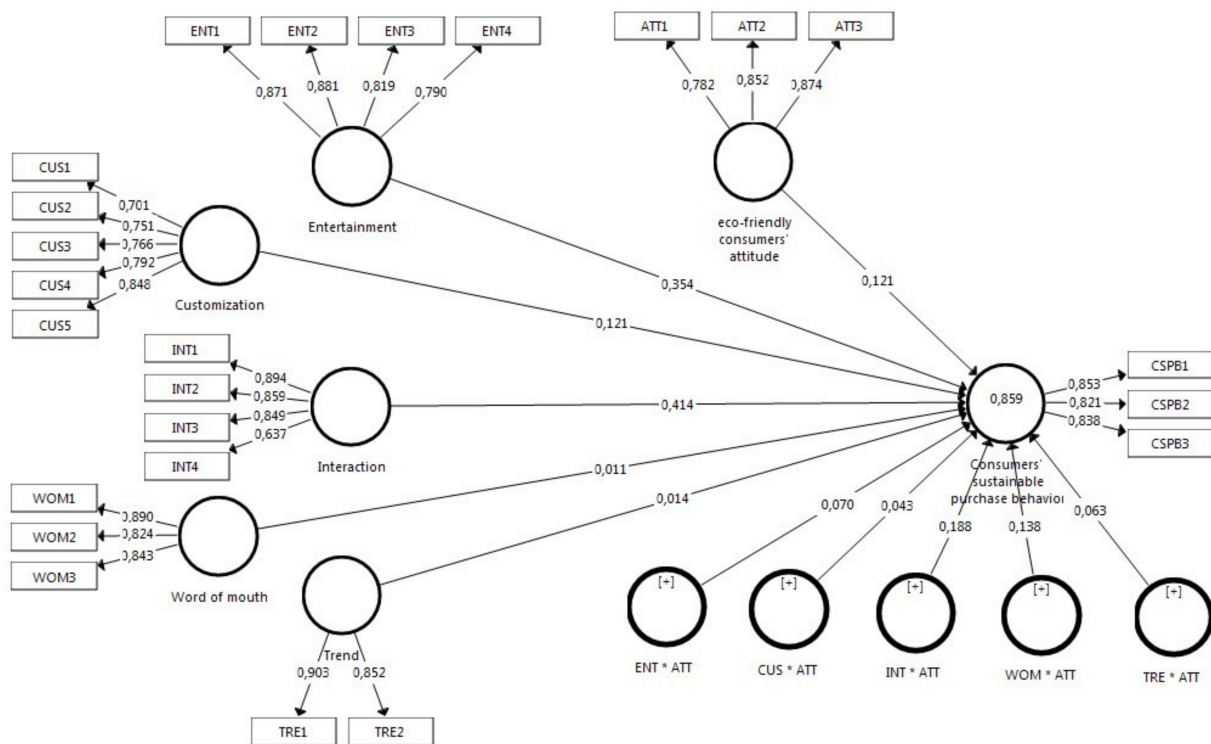 ENT1 ENT2 ENT3 ENT4
0,871 0,881 0,819 0,790
ATT1 ATT2 ATT3
0,782 0,852 0,874
Entertainment
eco-friendly
consumers'
attitude
CUS1
CUS2
CUS3
CUS4
CUS5
0,701
0,751
0,766
0,792
0,848
Customization
0,354
0,121
0,121
INT1
INT2
INT3
INT4
0,894
0,859
0,849
0,637
Interaction
0,414
0,859
0,853
0,821
0,838
CSPB1
CSPB2
CSPB3
Consumers'
sustainable
purchase behavior
WOM1
WOM2
WOM3
0,890
0,824
0,843
Word of mouth
0,011
0,014
Trend
0,903 0,852
TRE1 TRE2
0,070 0,043 0,188 0,138 0,063
[+] [+] [+] [+] [+]
ENT * ATT CUS * ATT INT * ATT WOM * ATT TRE * ATT